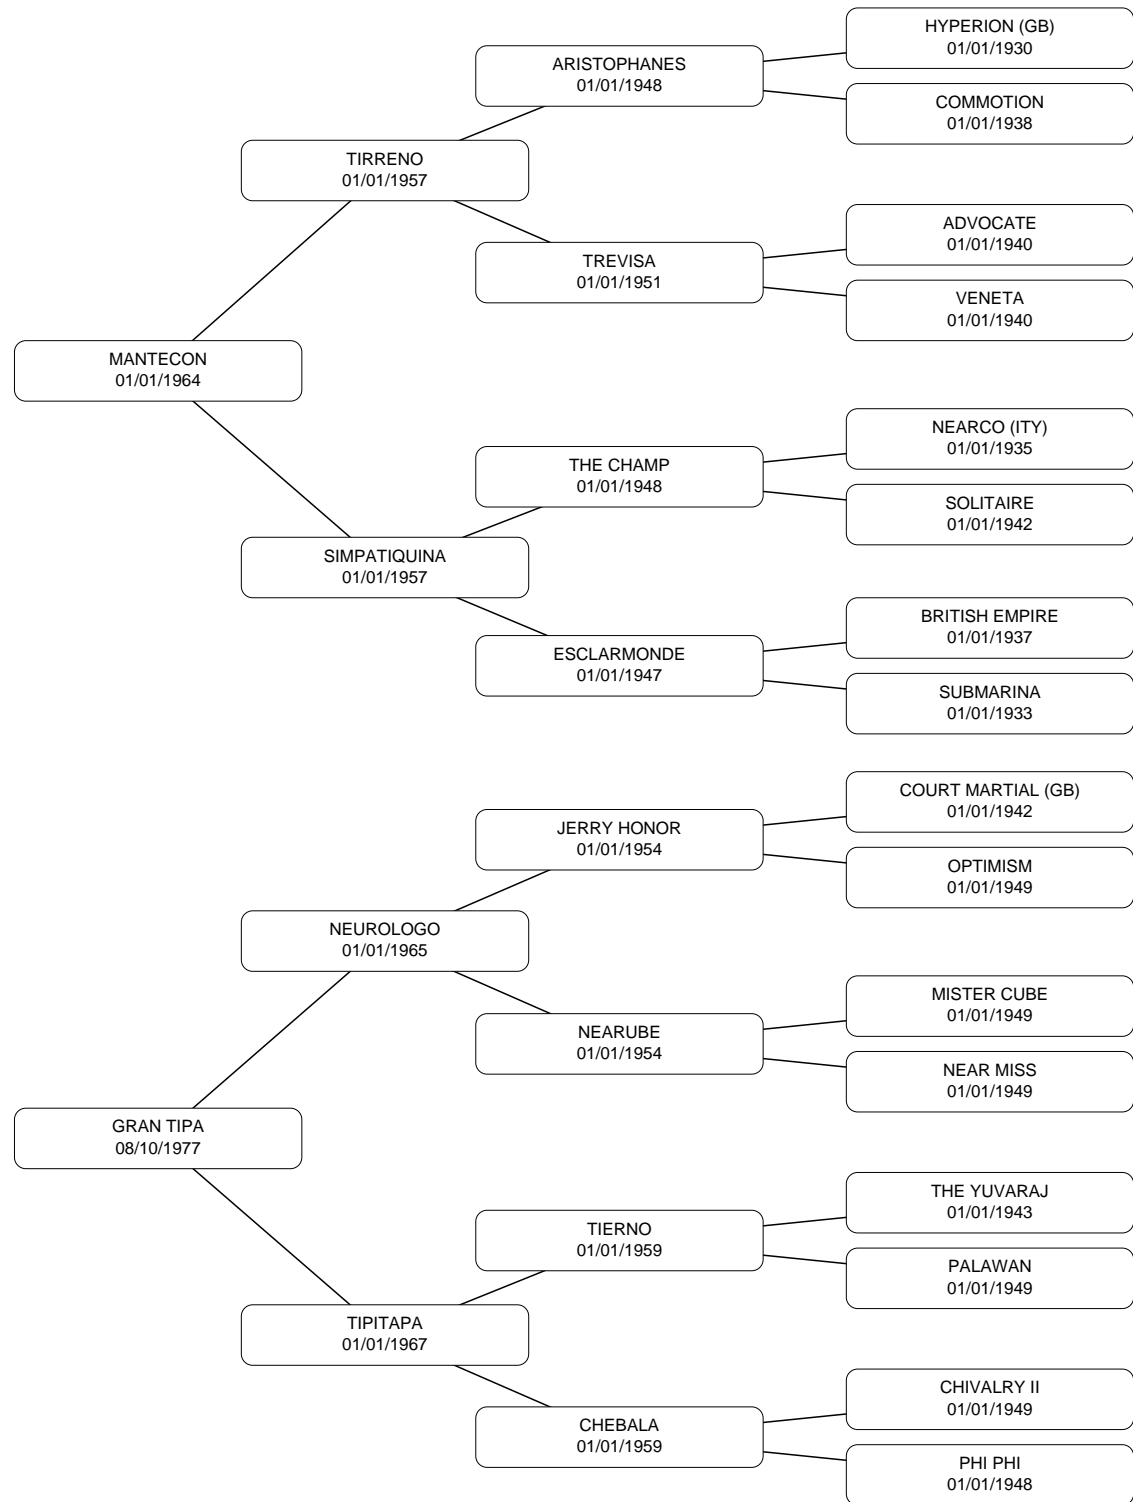 HYPERION (GB)
01/01/1930
ARISTOPHANES
01/01/1948
COMMOTION
01/01/1938
TIRRENO
01/01/1957
ADVOCATE
01/01/1940
TREVISA
01/01/1951
VENETA
01/01/1940
MANTECON
01/01/1964
NEARCO (ITY)
01/01/1935
THE CHAMP
01/01/1948
SOLITAIRE
01/01/1942
SIMPATIQUINA
01/01/1957
BRITISH EMPIRE
01/01/1937
ESCLARMONDE
01/01/1947
SUBMARINA
01/01/1933
COURT MARTIAL (GB)
01/01/1942
JERRY HONOR
01/01/1954
OPTIMISM
01/01/1949
NEUROLOGO
01/01/1965
MISTER CUBE
01/01/1949
NEARUBE
01/01/1954
NEAR MISS
01/01/1949
GRAN TIPA
08/10/1977
THE YUVARAJ
01/01/1943
TIERNO
01/01/1959
PALAWAN
01/01/1949
TIPITAPA
01/01/1967
CHIVALRY II
01/01/1949
CHEBALA
01/01/1959
PHI PHI
01/01/1948